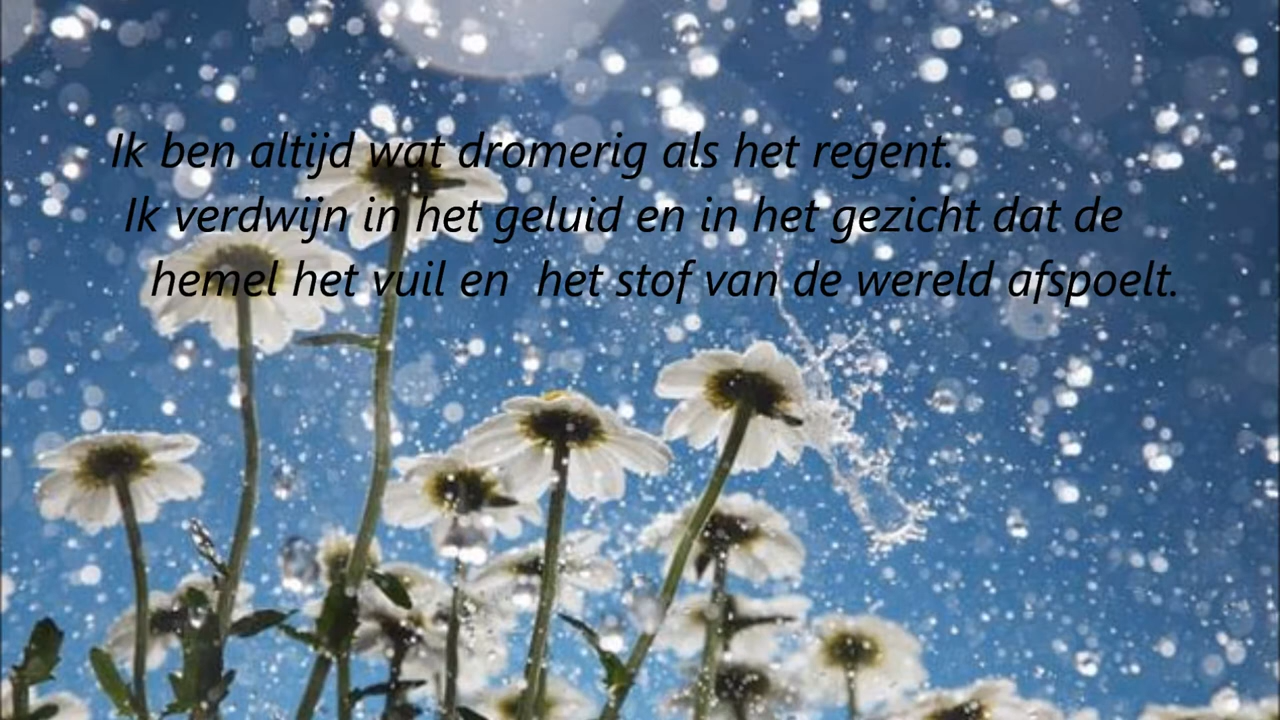 Ik ben altijd wat dromerig als het regent.
Ik verdwijn in het geluid en in het gezicht dat de
hemel het vuil en  het stof van de wereld afspoelt.